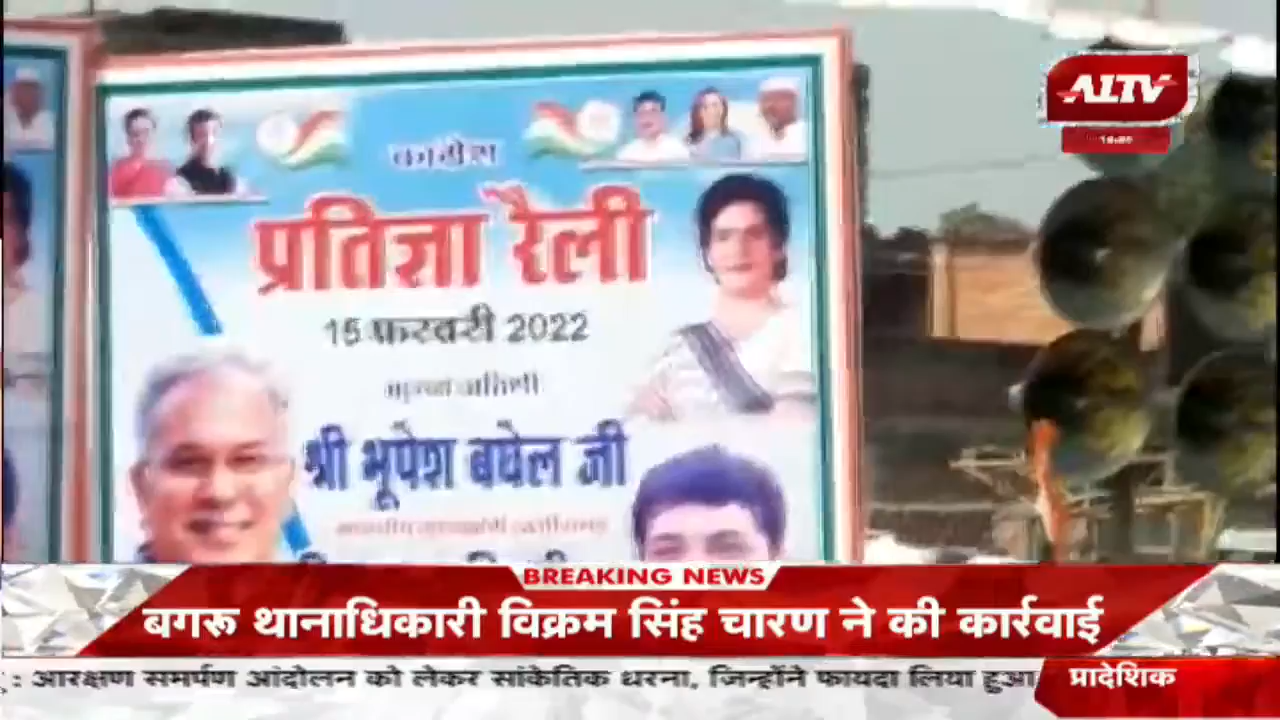 ALTV
कांग्रेस
प्रतिज्ञा रैली
15 फरवरी 2022
श्री भूपेश बघेल जी
BREAKING NEWS
बगरू थानाधिकारी विक्रम सिंह चारण ने की कार्रवाई
: आरक्षण समर्पण आंदोलन को लेकर सांकेतिक धरना, जिन्होंने फायदा लिया हुआ
प्रादेशिक